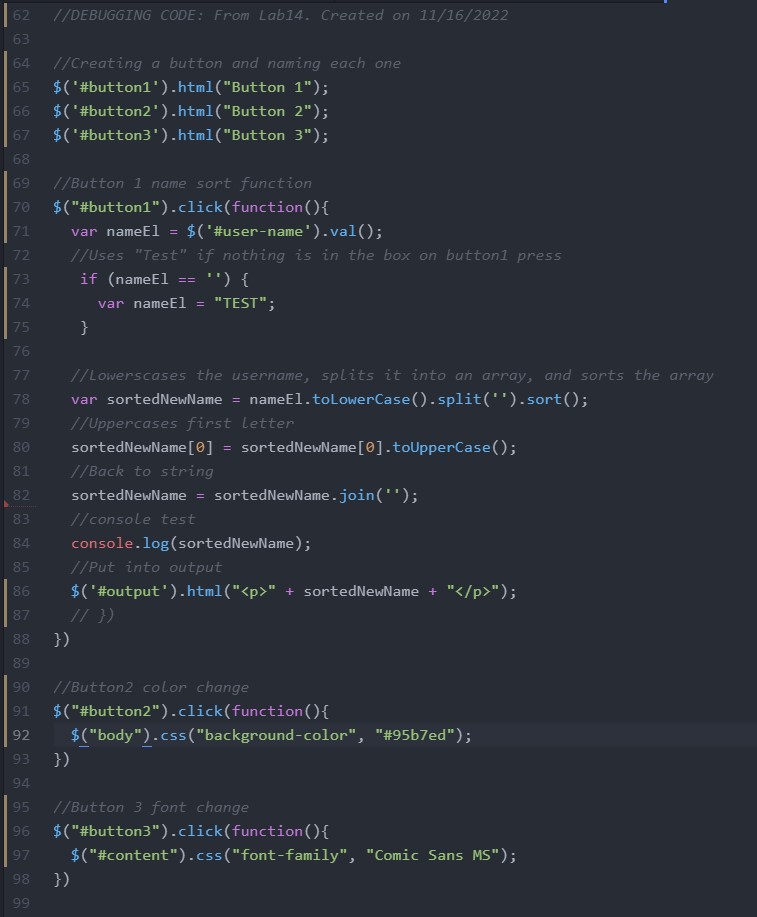 62 //DEBUGGING CODE: From Lab14. Created on 11/16/2022
63
64 //Creating a button and naming each one
65 $('#button1').html("Button 1");
66 $('#button2').html("Button 2");
67 $('#button3').html("Button 3");
68
69 //Button 1 name sort function
70 $("#button1").click(function(){
71   var nameEl = $('#user-name').val();
72   //Uses "Test" if nothing is in the box on button1 press
73    if (nameEl == '') {
74      var nameEl = "TEST";
75    }
76
77   //Lowerscases the username, splits it into an array, and sorts the array
78   var sortedNewName = nameEl.toLowerCase().split('').sort();
79   //Uppercases first letter
80   sortedNewName[0] = sortedNewName[0].toUpperCase();
81   //Back to string
82   sortedNewName = sortedNewName.join('');
83   //console test
84   console.log(sortedNewName);
85   //Put into output
86   $('#output').html("<p>" + sortedNewName + "</p>");
87   // })
88 })
89
90 //Button2 color change
91 $("#button2").click(function(){
92   $("body").css("background-color", "#95b7ed");
93 })
94
95 //Button 3 font change
96 $("#button3").click(function(){
97   $("#content").css("font-family", "Comic Sans MS");
98 })
99